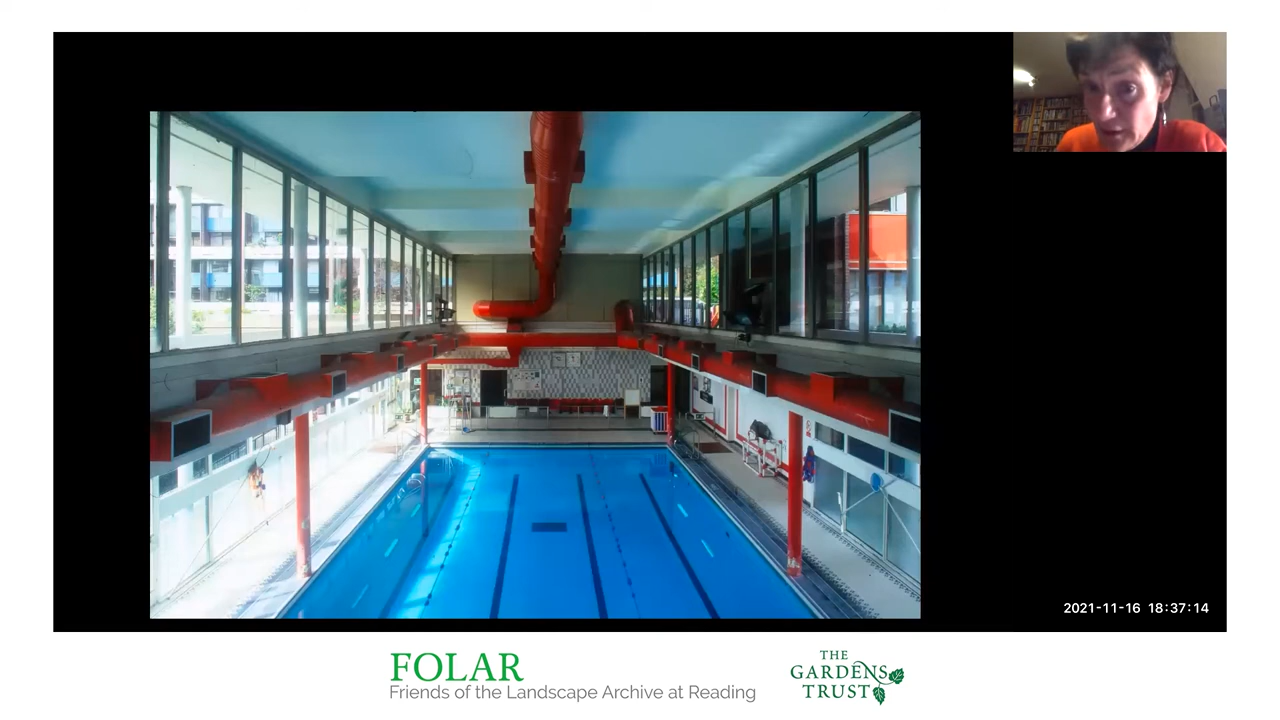 2021-11-16 18:37:14
FOLAR
Friends of the Landscape Archive at Reading
THE
GARDENS
TRUST